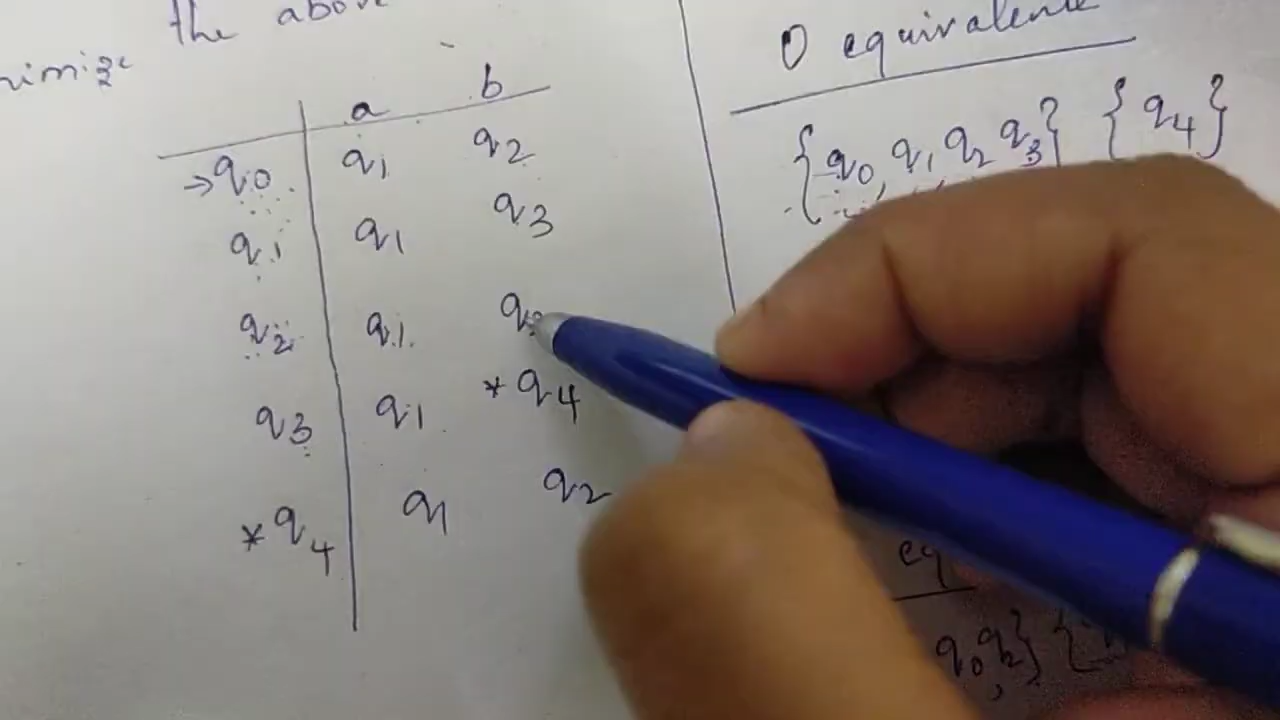 the above
a b
→q0 q1 q2
q1 q1 q3
q2 q1
q3 q1 *q4
*q4 q1 q2
0 equivalence
{q0, q1 q2 q3} {q4}
eq
q0, q2} {